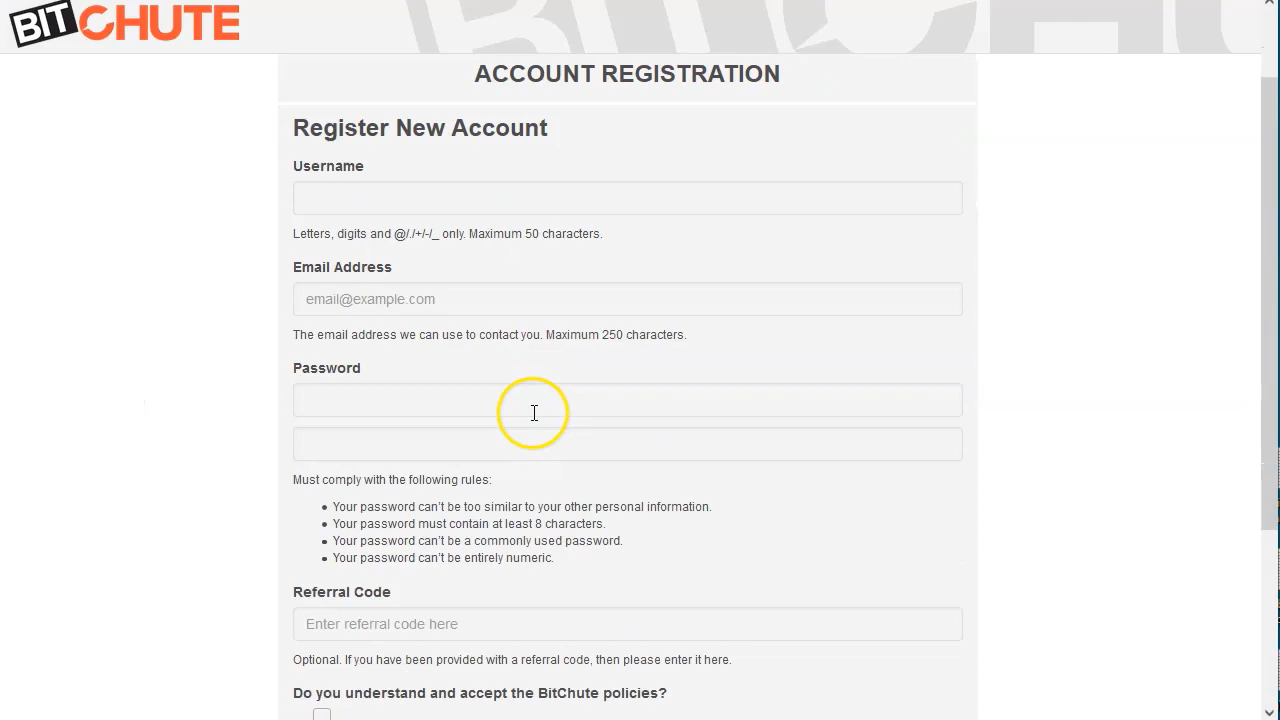 BITCHUTE
BITCHU
ACCOUNT REGISTRATION
Register New Account
Username
Letters, digits and @/./+/-/_ only. Maximum 50 characters.
Email Address
email@example.com
The email address we can use to contact you. Maximum 250 characters.
Password
Must comply with the following rules:
Your password can't be too similar to your other personal information.
Your password must contain at least 8 characters.
Your password can't be a commonly used password.
Your password can't be entirely numeric.
Referral Code
Enter referral code here
Optional. If you have been provided with a referral code, then please enter it here.
Do you understand and accept the BitChute policies?